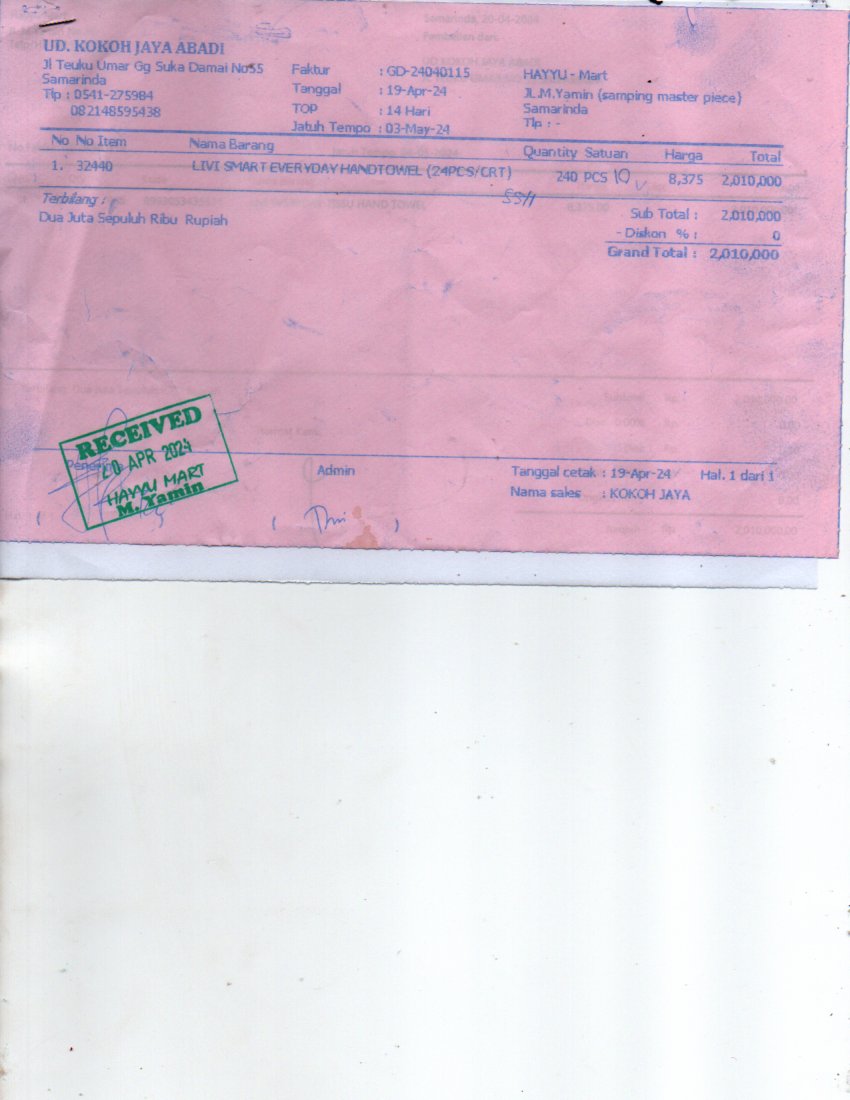 UD. KOKOH JAYA ABADI
Jl Teuku Umar Gg Suka Damai No55
Samarinda
Tlp : 0541-275984
082148595438
Faktur : GD-24040115
Tanggal : 19-Apr-24
TOP : 14 Hari
Jatuh Tempo : 03-May-24
HAYYU - Mart
JL.M.Yamin (samping master piece)
Samarinda
Tlp : -
No No Item Nama Barang Quantity Satuan Harga Total
1. 32440 LIVI SMART EVERYDAY HANDTOWEL (24PCS/CRT) 240 PCS 10 8,375 2,010,000
Terbilang :
Dua Juta Sepuluh Ribu Rupiah
Sub Total : 2,010,000
- Diskon % : 0
Grand Total : 2,010,000
RECEIVED
20 APR 2024
HAYYU MART
M. Yamin
Penerima
Admin
Tanggal cetak : 19-Apr-24 Hal. 1 dari 1
Nama sales : KOKOH JAYA